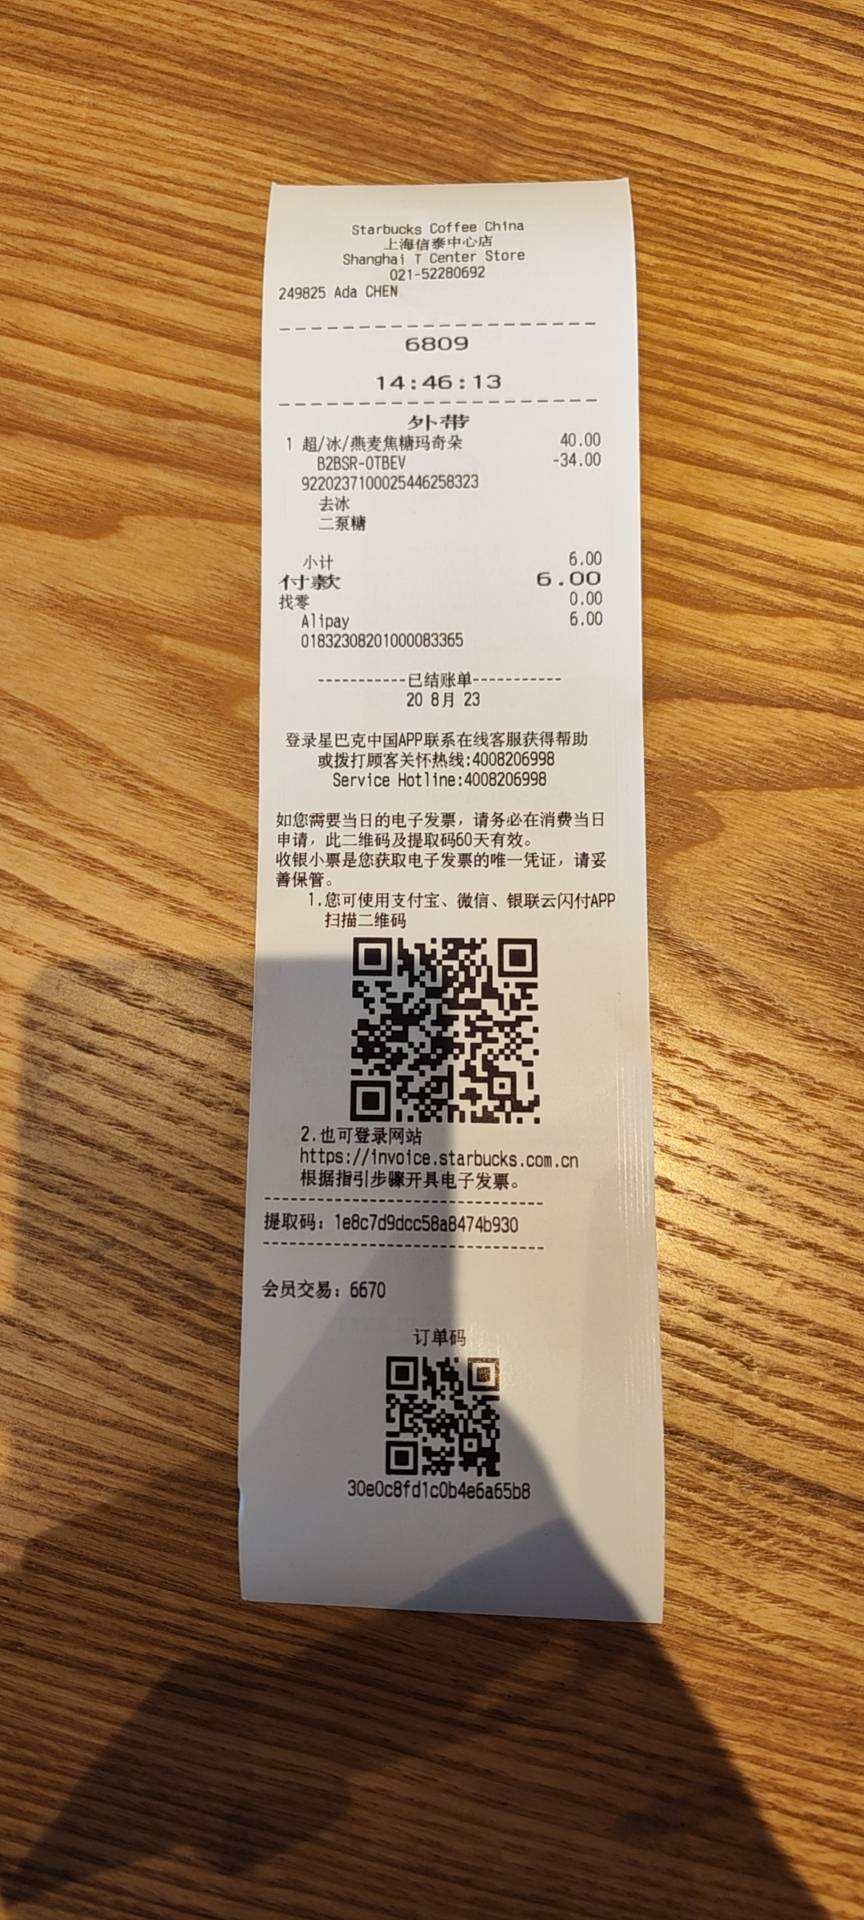 Starbucks Coffee China
上海信泰中心店
Shanghai T Center Store
021-52280692
249825 Ada CHEN
6809
14:46:13
外带
1 超/冰/燕麦焦糖玛奇朵 40.00
B2BSR-OTBEV -34.00
9220237100025446258323
去冰
二泵糖
小计 6.00
付款 6.00
找零 0.00
Alipay 6.00
01832308201000083365
-----------已结账单-----------
20 8月 23
登录星巴克中国APP联系在线客服获得帮助
或拨打顾客关怀热线:4008206998
Service Hotline:4008206998
如您需要当日的电子发票，请务必在消费当日
申请，此二维码及提取码60天有效。
收银小票是您获取电子发票的唯一凭证，请妥
善保管。
1.您可使用支付宝、微信、银联云闪付APP
扫描二维码
2.也可登录网站
https://invoice.starbucks.com.cn
根据指引步骤开具电子发票。
提取码：1e8c7d9dcc58a8474b930
会员交易：6670
订单码
30e0c8fd1c0b4e6a65b8